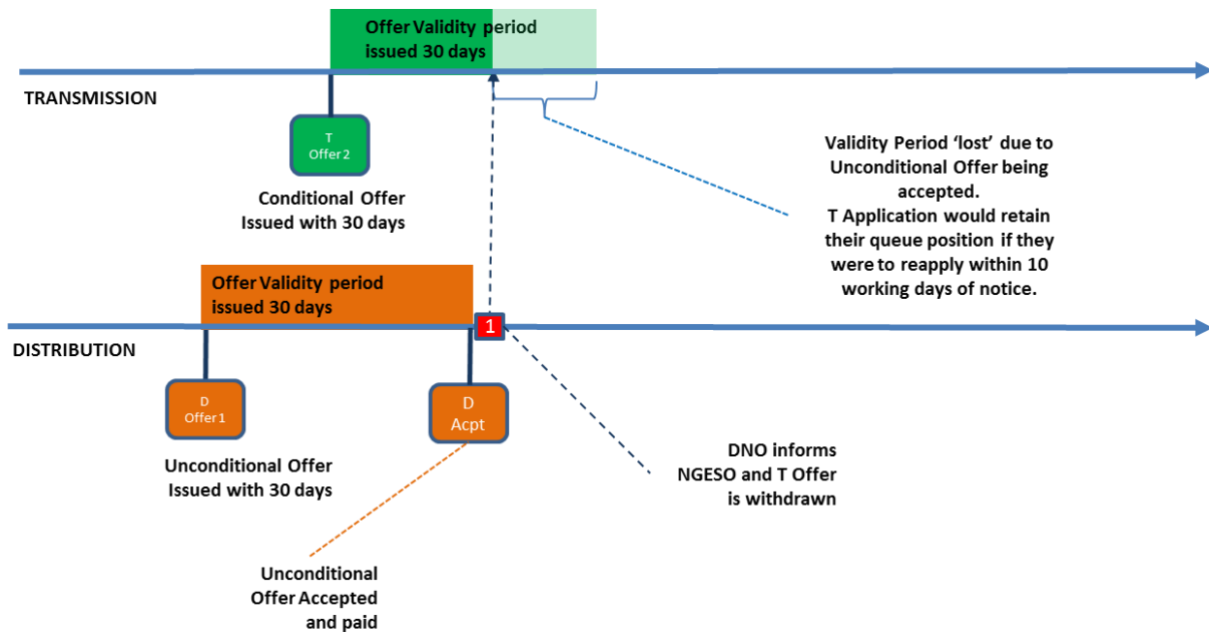 Offer Validity period
issued 30 days
TRANSMISSION
T
Offer 2
Conditional Offer
Issued with 30 days
Validity Period ‘lost’ due to
Unconditional Offer being
accepted.
T Application would retain
their queue position if they
were to reapply within 10
working days of notice.
Offer Validity period
issued 30 days
1
DISTRIBUTION
D
Offer 1
D
Acpt
Unconditional Offer
Issued with 30 days
DNO informs
NGESO and T Offer
is withdrawn
Unconditional
Offer Accepted
and paid